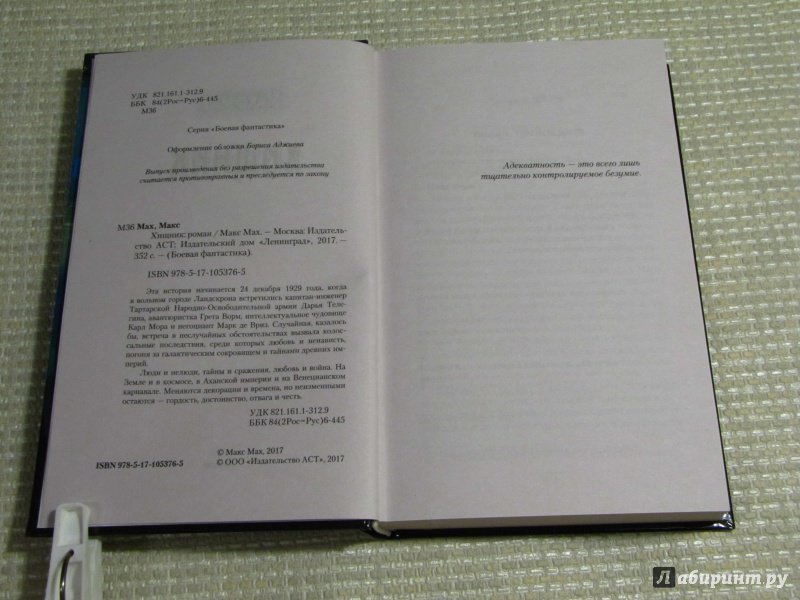 УДК 821.161.1-312.9
ББК 84(2Рос=Рус)6-445
М36
Серия «Боевая фантастика»
Оформление обложки Бориса Аджиева
Выпуск произведения без разрешения издательства
считается противоправным и преследуется по закону
М36 Мах, Макс
Хищник: роман / Макс Мах. — Москва: Издатель-
ство АСТ: Издательский дом «Ленинград», 2017. —
352 с. — (Боевая фантастика).
ISBN 978-5-17-105376-5
Эта история начинается 24 декабря 1929 года, когда
в вольном городе Ландскрона встретились капитан-инженер
Тартарской Народно-Освободительной армии Дарья Теле-
гина, авантюристка Грета Ворм, интеллектуальное чудовище
Карл Мора и негоциант Марк де Вриз. Случайная, казалось
бы, встреча в неслучайных обстоятельствах вызвала колос-
сальные последствия, среди которых любовь и ненависть,
погоня за галактическим сокровищем и тайнами древних им-
перий.
Люди и нелюди, тайны и сражения, любовь и война. На
Земле и в космосе, в Аханской империи и на Венецианском
карнавале. Меняются декорации и времена, но неизменными
остаются — гордость, достоинство, отвага и честь.
УДК 821.161.1-312.9
ББК 84(2Рос=Рус)6-445
© Макс Мах, 2017
© ООО «Издательство АСТ», 2017
ISBN 978-5-17-105376-5
Адекватность — это всего лишь
тщательно контролируемое безумие.
Лабиринт.ру